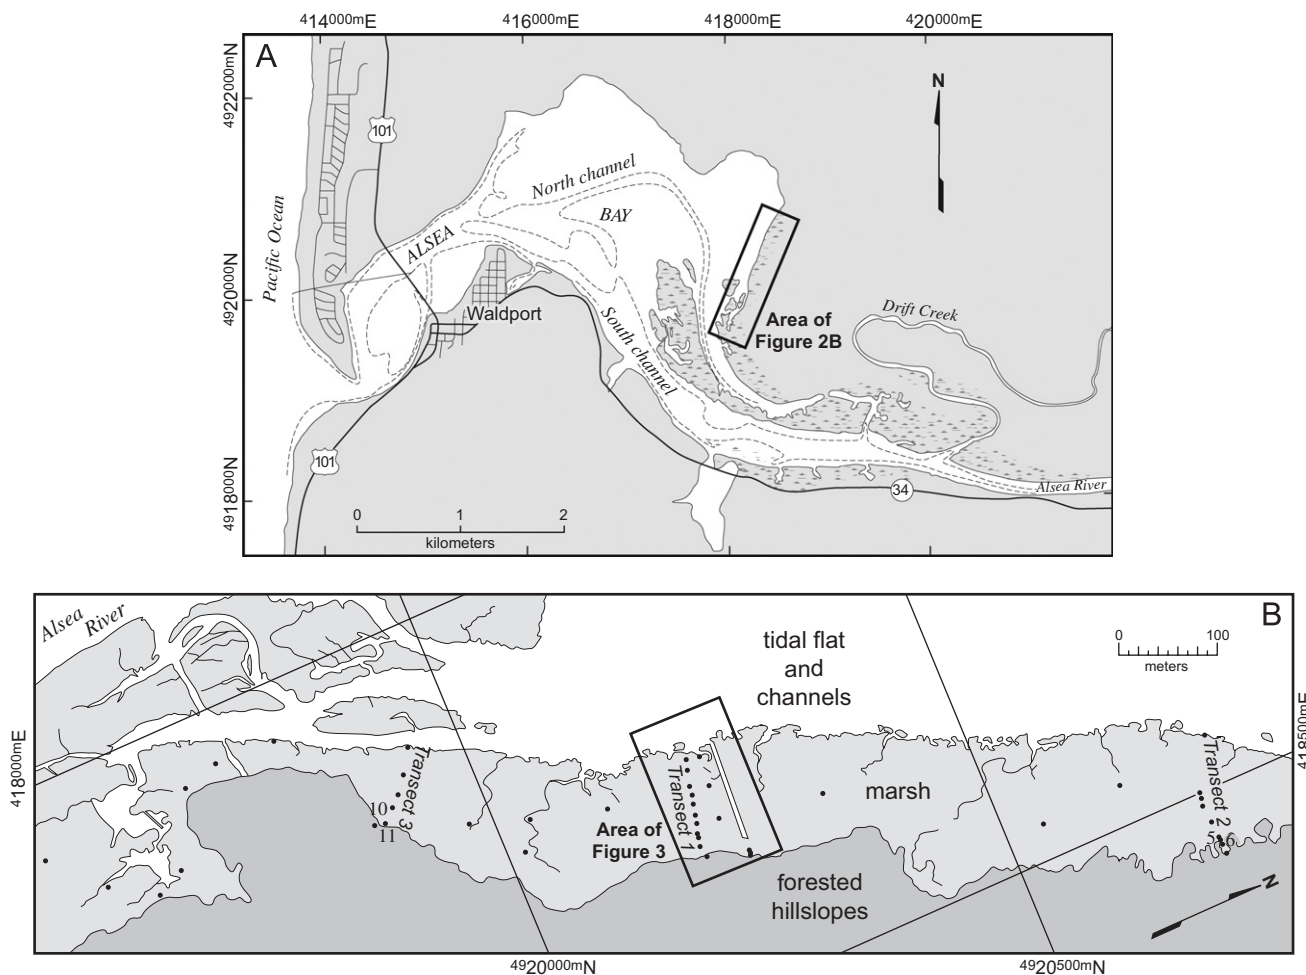 414000mE
416000mE
418000mE
420000mE
A
4922000mN
4920000mN
4918000mN
N
101
North channel
BAY
ALSEA
Pacific Ocean
Waldport
South channel
Area of
Figure 2B
Drift Creek
101
34
Alsea River
0 1 2
kilometers
B
Alsea
River
tidal flat
and
channels
0 100
meters
418000mE
418500mE
Transect 3
10
11
Area of
Figure 3
Transect 1
marsh
Transect 2
5
6
forested
hillslopes
N
4920000mN
4920500mN